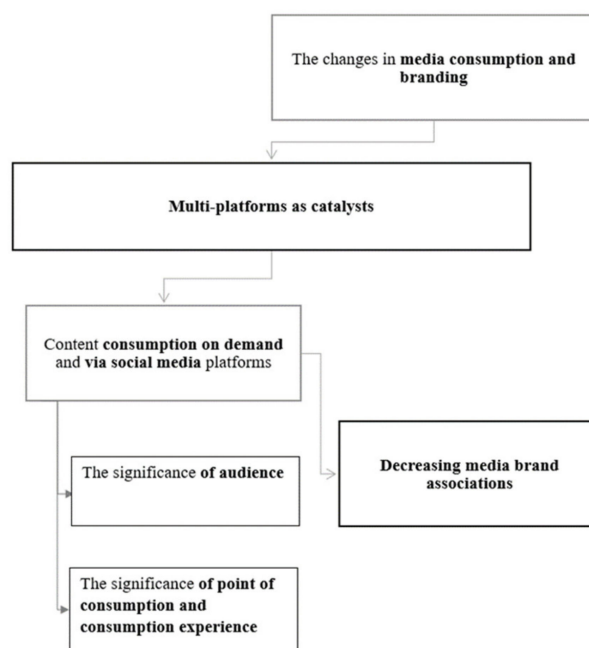 The changes in media consumption and
branding
Multi-platforms as catalysts
Content consumption on demand
and via social media platforms
The significance of audience
Decreasing media brand
associations
The significance of point of
consumption and
consumption experience